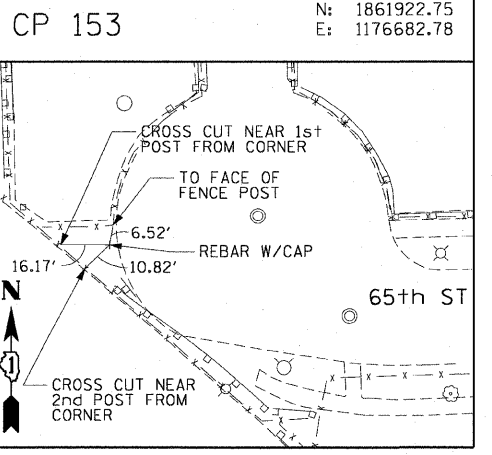 CP 153
N: 1861922.75
E: 1176682.78
CROSS CUT NEAR 1st
POST FROM CORNER
TO FACE OF
FENCE POST
6.52'
REBAR W/CAP
16.17'
10.82'
N
1
65th ST
CROSS CUT NEAR
2nd POST FROM
CORNER